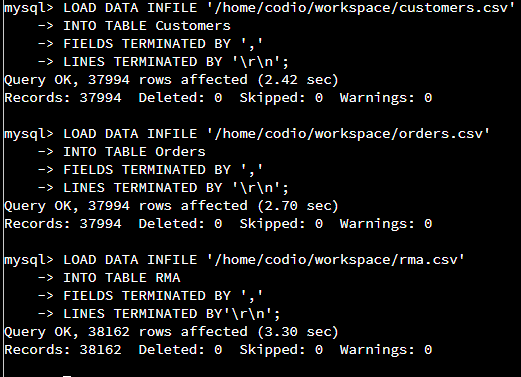 mysql> LOAD DATA INFILE '/home/codio/workspace/customers.csv'
    -> INTO TABLE Customers
    -> FIELDS TERMINATED BY ','
    -> LINES TERMINATED BY '\r\n';
Query OK, 37994 rows affected (2.42 sec)
Records: 37994  Deleted: 0  Skipped: 0  Warnings: 0
mysql> LOAD DATA INFILE '/home/codio/workspace/orders.csv'
    -> INTO TABLE Orders
    -> FIELDS TERMINATED BY ','
    -> LINES TERMINATED BY '\r\n';
Query OK, 37994 rows affected (2.70 sec)
Records: 37994  Deleted: 0  Skipped: 0  Warnings: 0
mysql> LOAD DATA INFILE '/home/codio/workspace/rma.csv'
    -> INTO TABLE RMA
    -> FIELDS TERMINATED BY ','
    -> LINES TERMINATED BY'\r\n';
Query OK, 38162 rows affected (3.30 sec)
Records: 38162  Deleted: 0  Skipped: 0  Warnings: 0